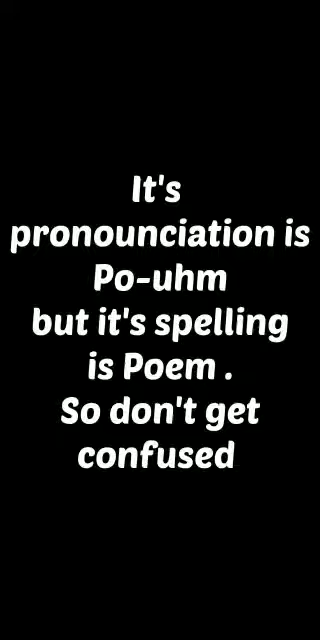 It's
pronounciation is
Po-uhm
but it's spelling
is Poem .
So don't get
confused